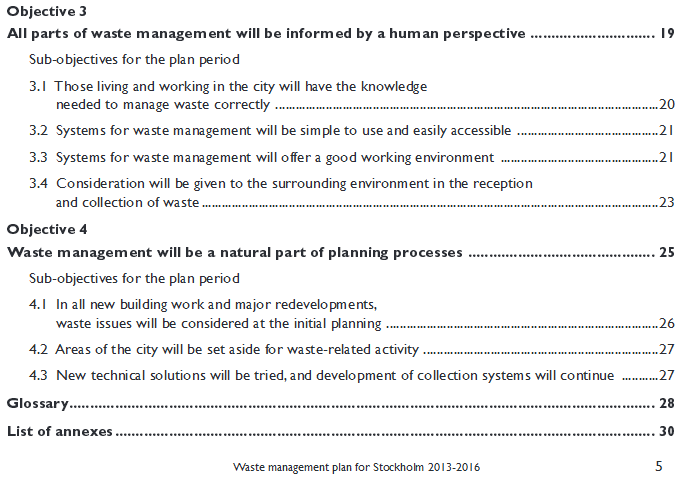 Objective 3
All parts of waste management will be informed by a human perspective .............................. 19
Sub-objectives for the plan period
3.1 Those living and working in the city will have the knowledge
needed to manage waste correctly ........................................................................................20
3.2 Systems for waste management will be simple to use and easily accessible ..................................21
3.3 Systems for waste management will offer a good working environment ......................................21
3.4 Consideration will be given to the surrounding environment in the reception
and collection of waste ..............................................................................................................23
Objective 4
Waste management will be a natural part of planning processes ............................................. 25
Sub-objectives for the plan period
4.1 In all new building work and major redevelopments,
waste issues will be considered at the initial planning ..................................................................26
4.2 Areas of the city will be set aside for waste-related activity .........................................................27
4.3 New technical solutions will be tried, and development of collection systems will continue ...........27
Glossary............................................................................................................................................. 28
List of annexes .................................................................................................................................. 30
Waste management plan for Stockholm 2013-2016 5